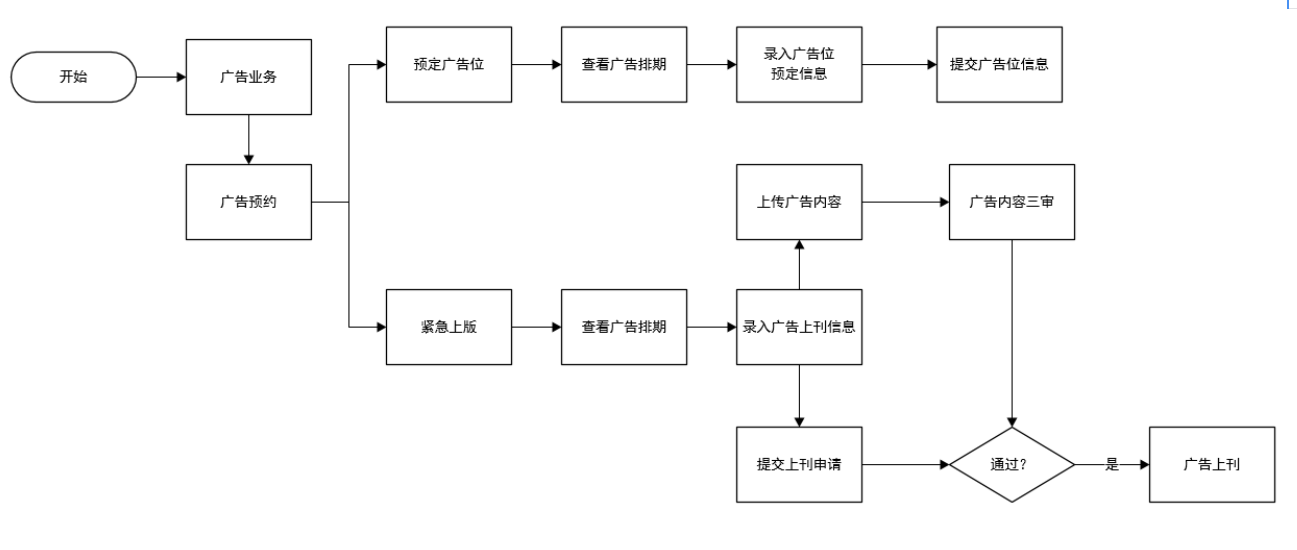 开始
广告业务
预定广告位
查看广告排期
录入广告位
预定信息
提交广告位信息
广告预约
上传广告内容
广告内容三审
紧急上版
查看广告排期
录入广告上刊信息
提交上刊申请
通过?
是
广告上刊